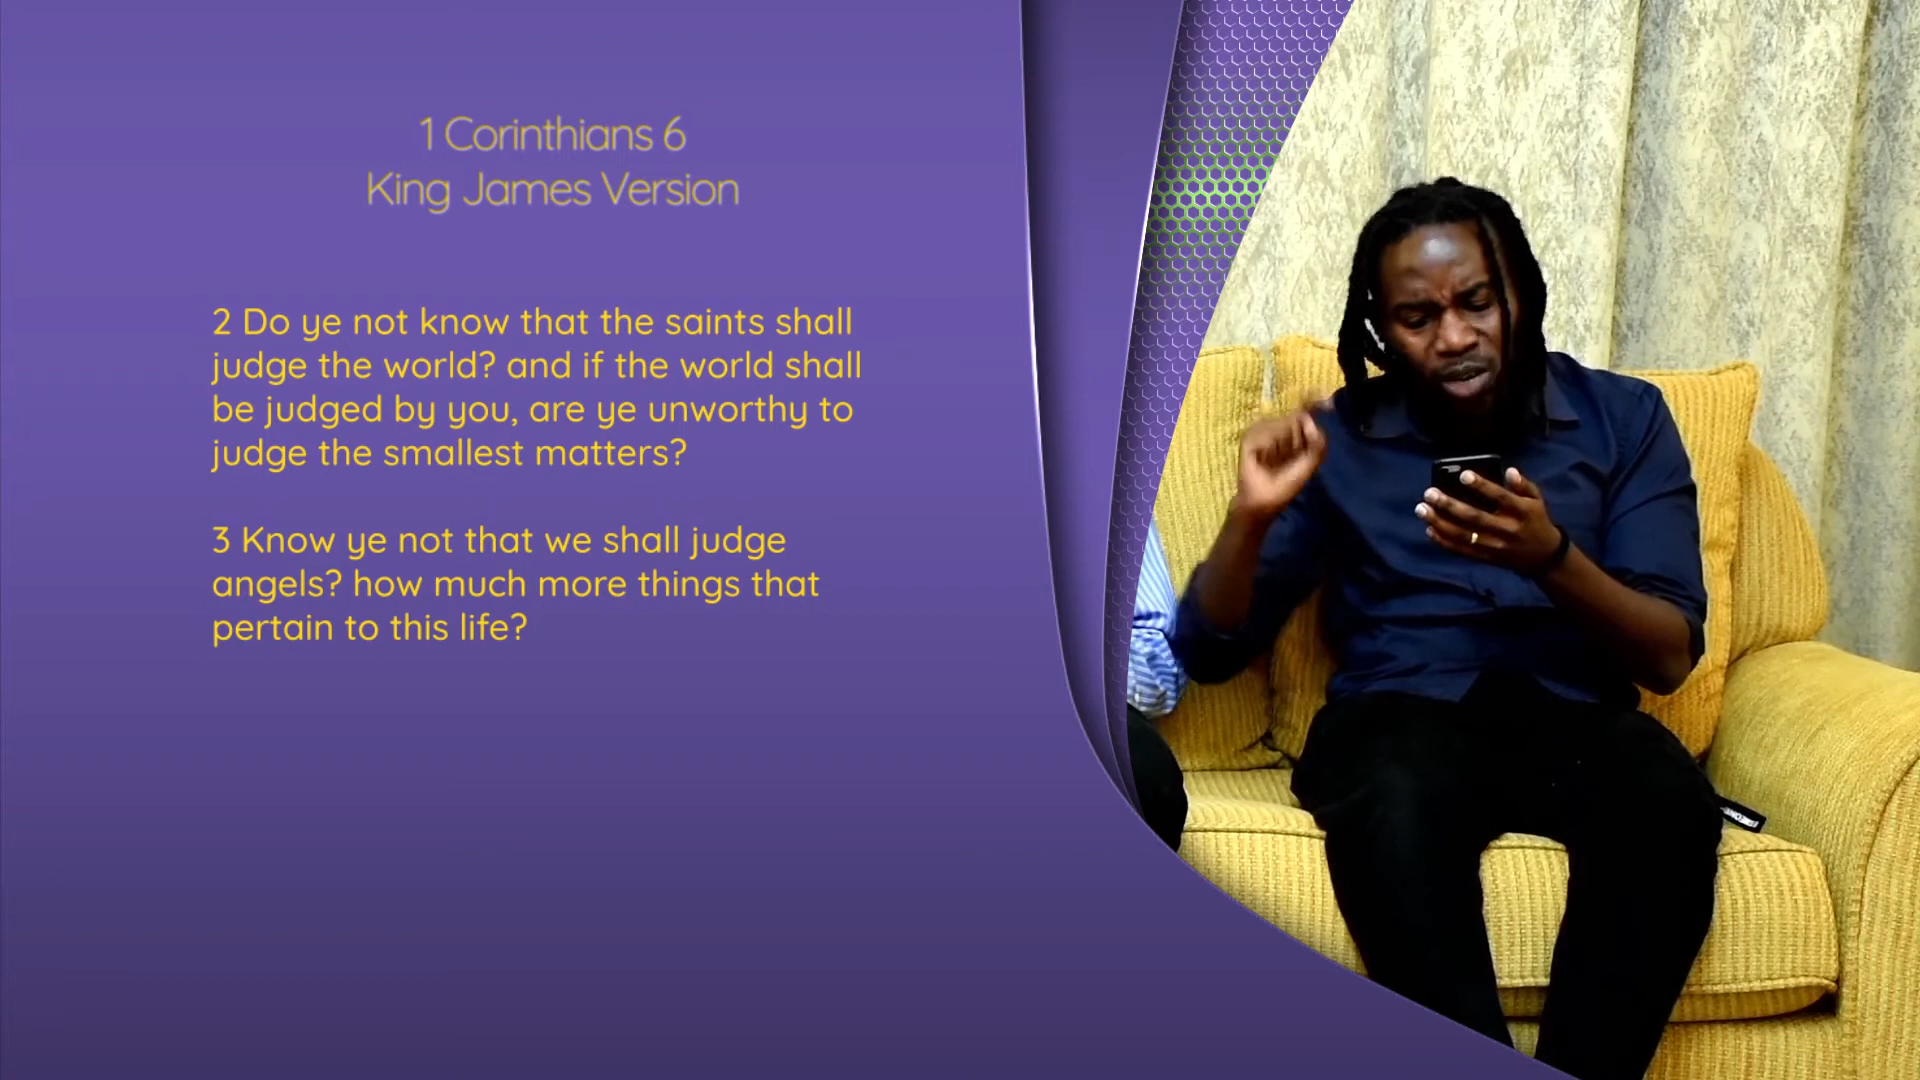 1 Corinthians 6
King James Version
2 Do ye not know that the saints shall
judge the world? and if the world shall
be judged by you, are ye unworthy to
judge the smallest matters?
3 Know ye not that we shall judge
angels? how much more things that
pertain to this life?